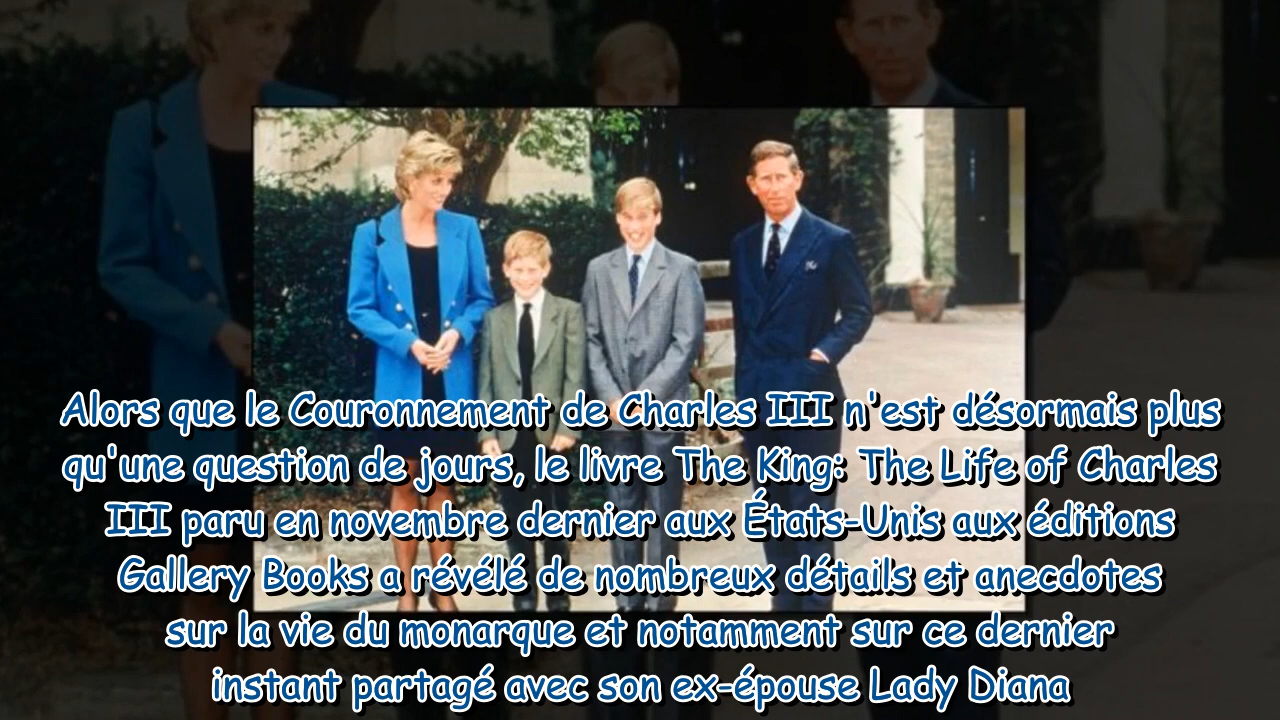 Alors que le Couronnement de Charles III n'est désormais plus
qu'une question de jours, le livre The King: The Life of Charles
III paru en novembre dernier aux États-Unis aux éditions
Gallery Books a révélé de nombreux détails et anecdotes
sur la vie du monarque et notamment sur ce dernier
instant partagé avec son ex-épouse Lady Diana